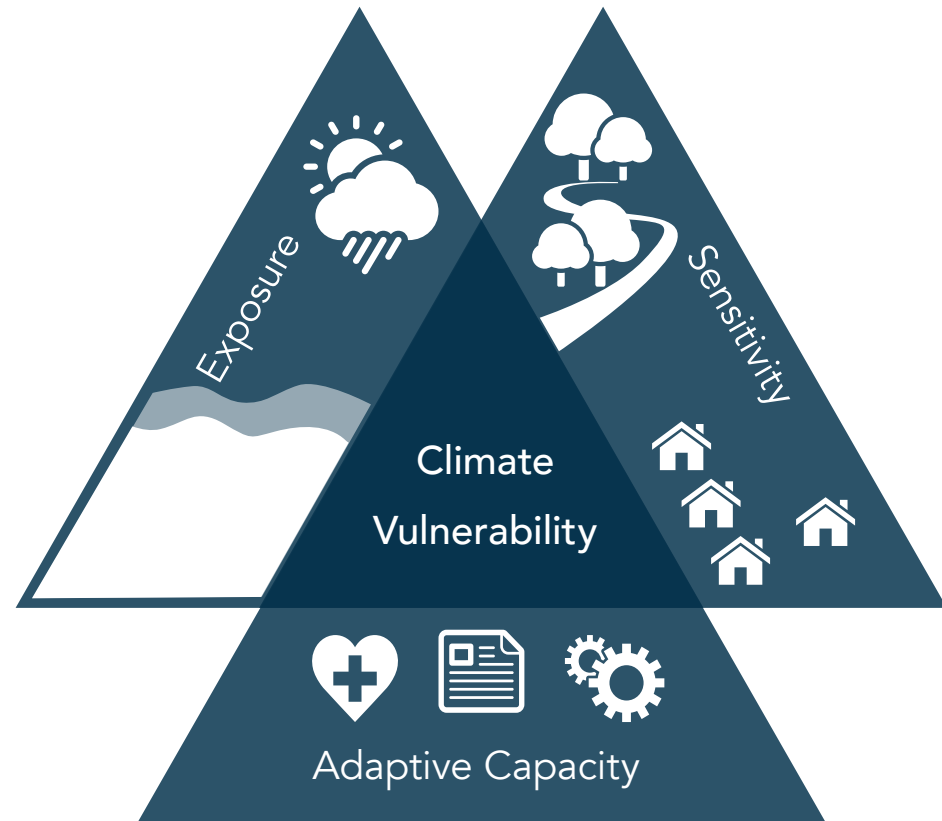 Exposure
Sensitivity
Climate
Vulnerability
Adaptive Capacity